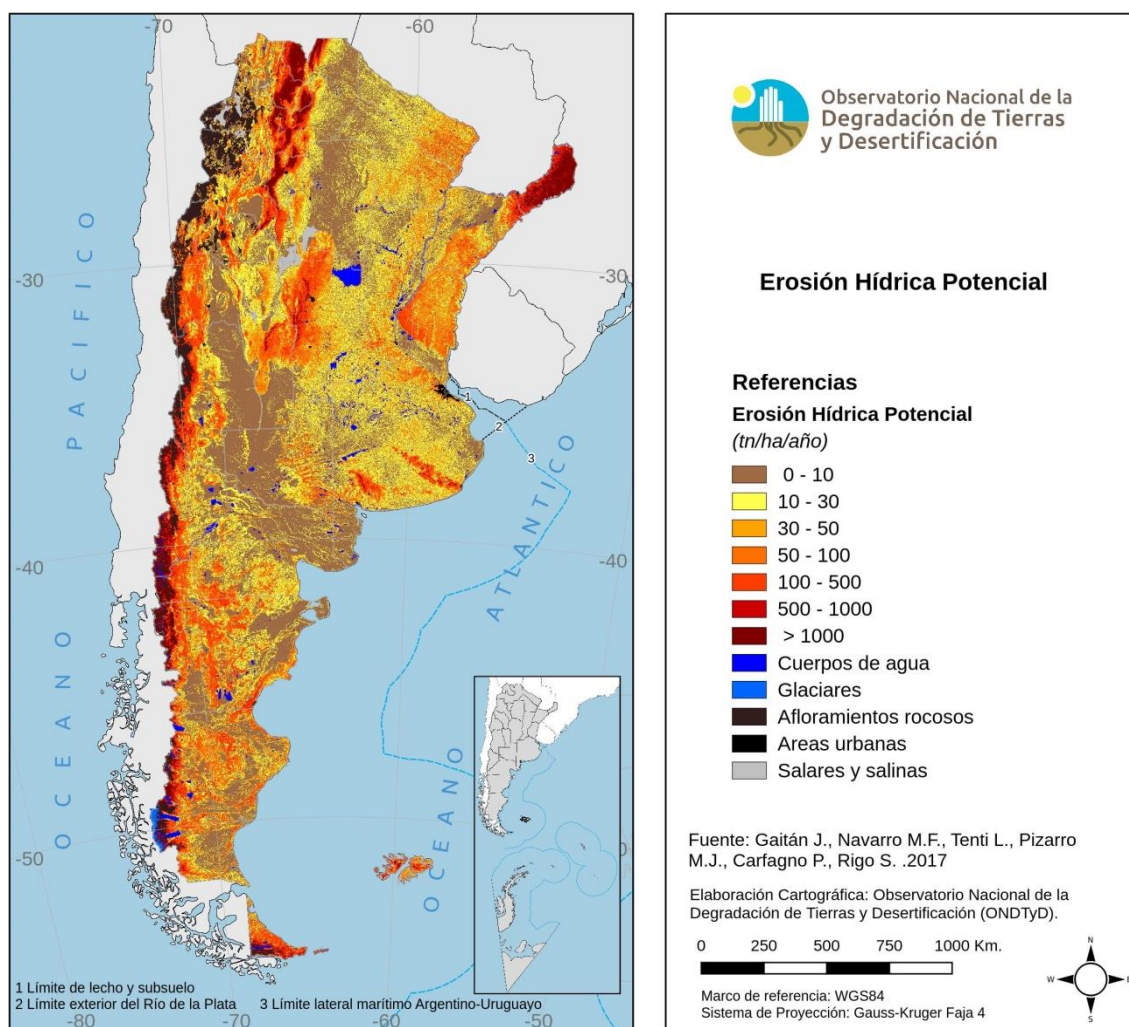 -70
-60
-30
-30
-40
-40
-50
0
-80
-70
-60
-50
OCEANO PACIFICO
OCEANO ATLANTICO
1
2
3
1 Límite de lecho y subsuelo
2 Límite exterior del Río de la Plata 3 Límite lateral marítimo Argentino-Uruguayo
Observatorio Nacional de la
Degradación de Tierras
y Desertificación
Erosión Hídrica Potencial
Referencias
Erosión Hídrica Potencial
(tn/ha/año)
0 - 10
10 - 30
30 - 50
50 - 100
100 - 500
500 - 1000
> 1000
Cuerpos de agua
Glaciares
Afloramientos rocosos
Areas urbanas
Salares y salinas
Fuente: Gaitán J., Navarro M.F., Tenti L., Pizarro
M.J., Carfagno P., Rigo S. .2017
Elaboración Cartográfica: Observatorio Nacional de la
Degradación de Tierras y Desertificación (ONDTyD).
0 250 500 750 1000 Km.
Marco de referencia: WGS84
Sistema de Proyección: Gauss-Kruger Faja 4
N
W E
S